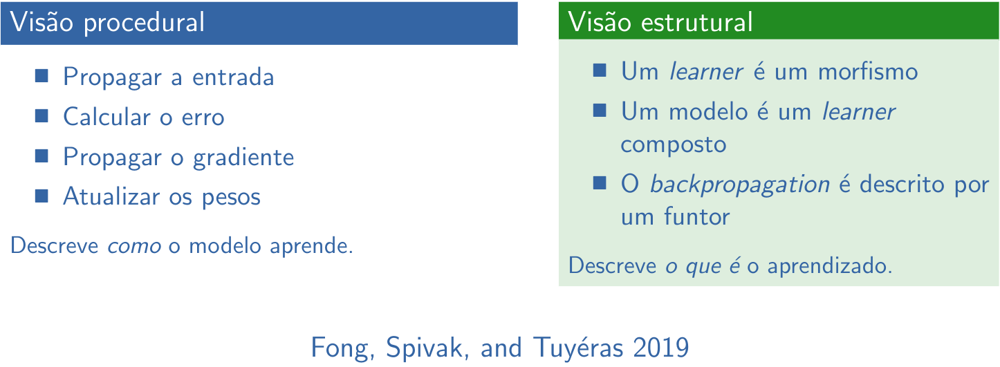 Visão procedural
Propagar a entrada
Calcular o erro
Propagar o gradiente
Atualizar os pesos
Descreve como o modelo aprende.
Visão estrutural
Um learner é um morfismo
Um modelo é um learner
composto
O backpropagation é descrito por
um funtor
Descreve o que é o aprendizado.
Fong, Spivak, and Tuyéras 2019